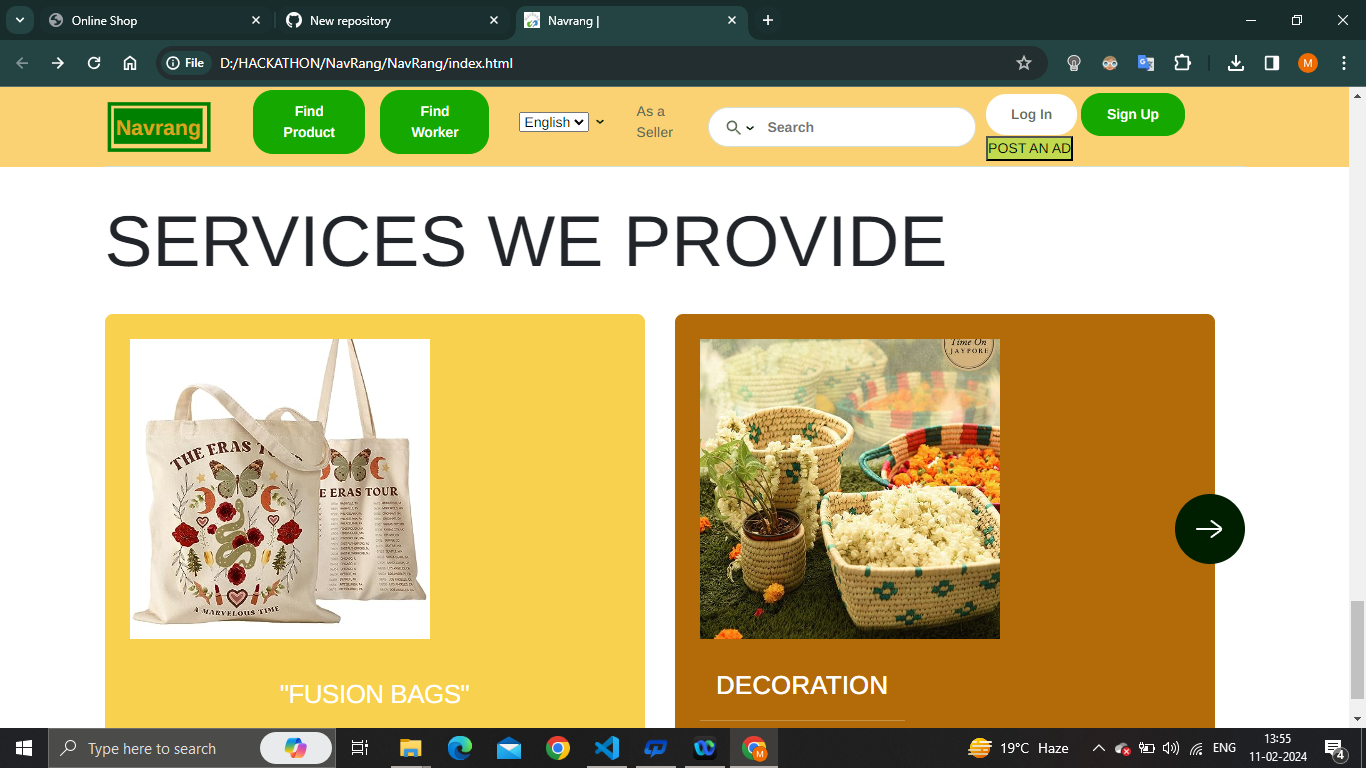 Online Shop
New repository
Navrang |
File
D:/HACKATHON/NavRang/NavRang/index.html
M
Navrang
Find
Product
Find
Worker
English
As a
Seller
Search
Log In
Sign Up
POST AN AD
SERVICES WE PROVIDE
THE ERAS TOUR
A MARVELOUS TIME
ERAS TOUR
Time On
JAYPORE
"FUSION BAGS"
DECORATION
Type here to search
M
19°C Haze
ENG
13:55
11-02-2024
4